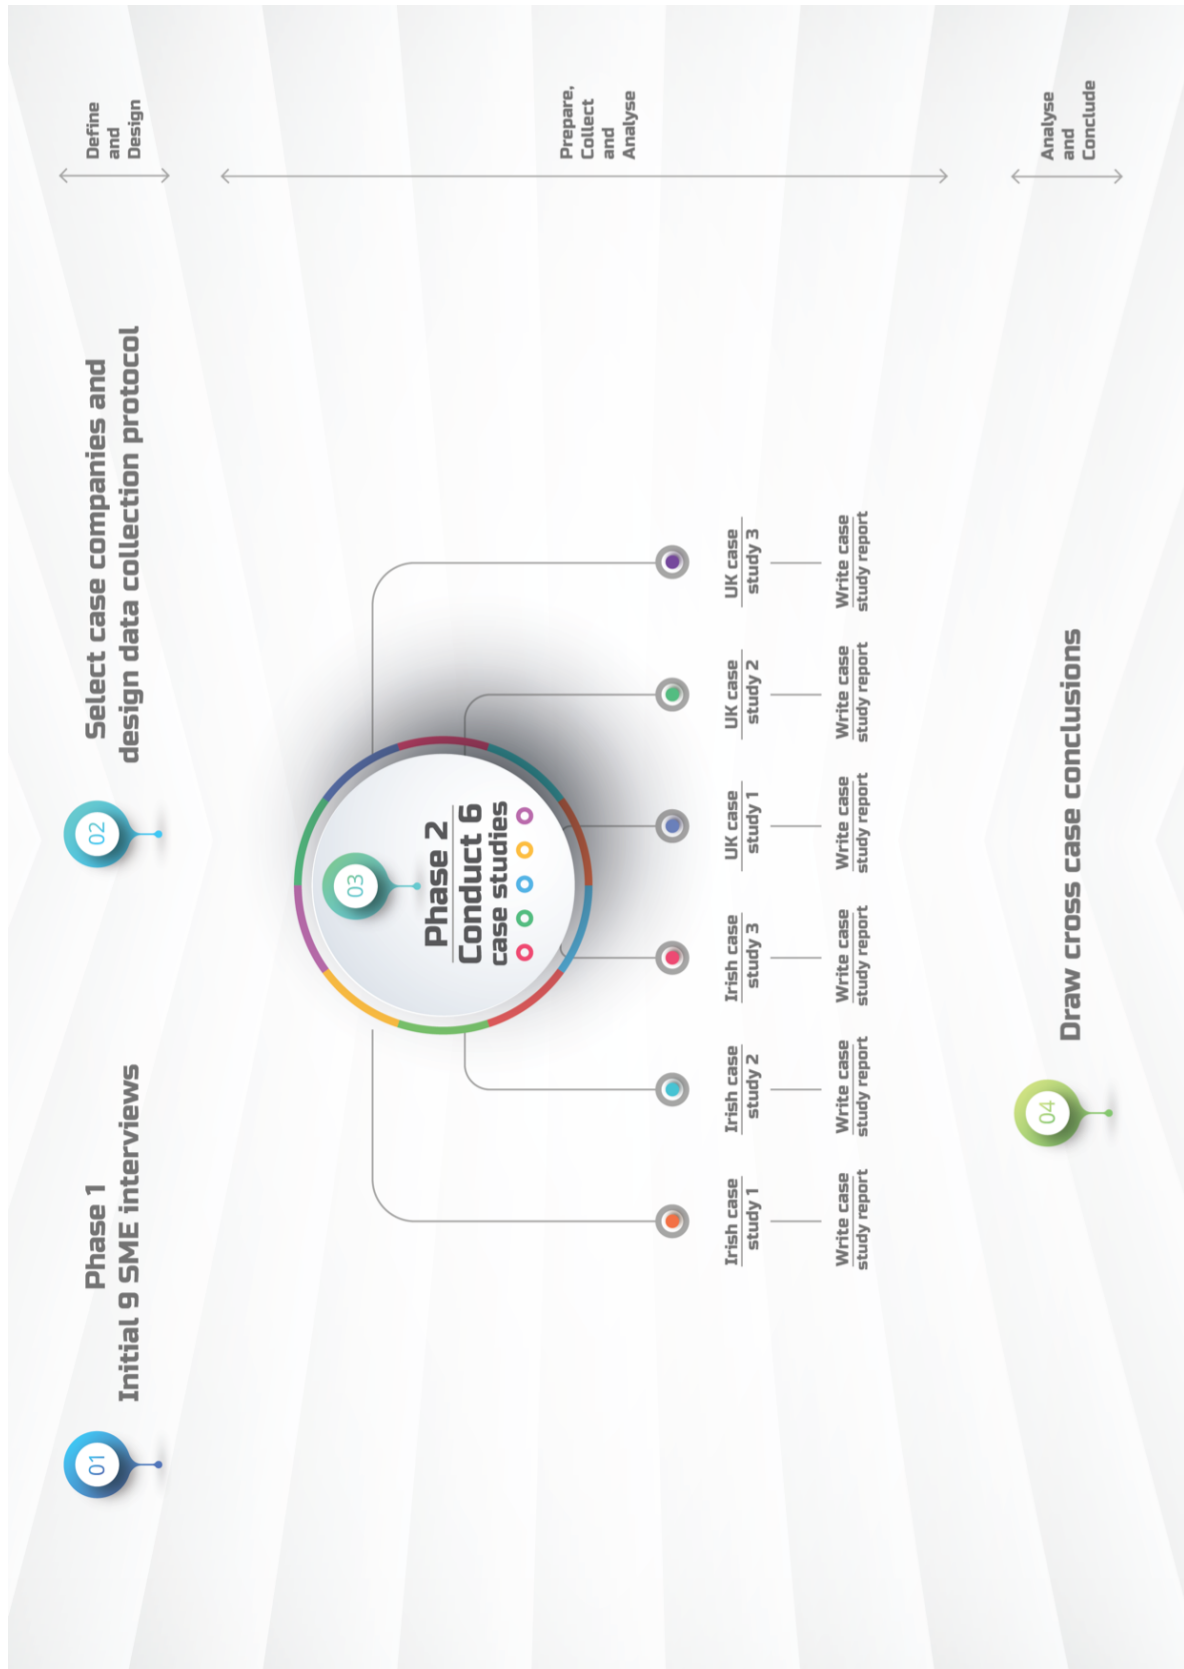 01
Phase 1
Initial 9 SME interviews
02
Select case companies and
design data collection protocol
Define
and
Design
03
Phase 2
Conduct 6
case studies
Prepare,
Collect
and
Analyse
Irish case
study 1
Irish case
study 2
Irish case
study 3
UK case
study 1
UK case
study 2
UK case
study 3
Write case
study report
Write case
study report
Write case
study report
Write case
study report
Write case
study report
Write case
study report
04
Draw cross case conclusions
Analyse
and
Conclude